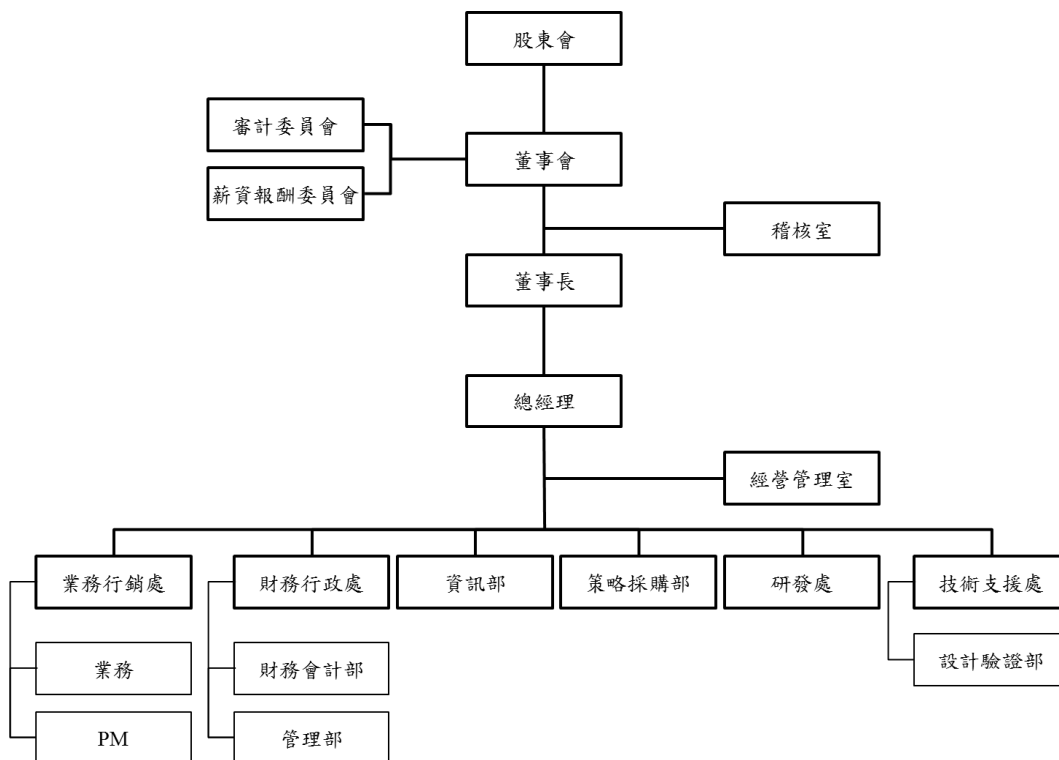 股東會
審計委員會
董事會
薪資報酬委員會
稽核室
董事長
總經理
經營管理室
業務行銷處
財務行政處
資訊部
策略採購部
研發處
技術支援處
業務
財務會計部
設計驗證部
PM
管理部